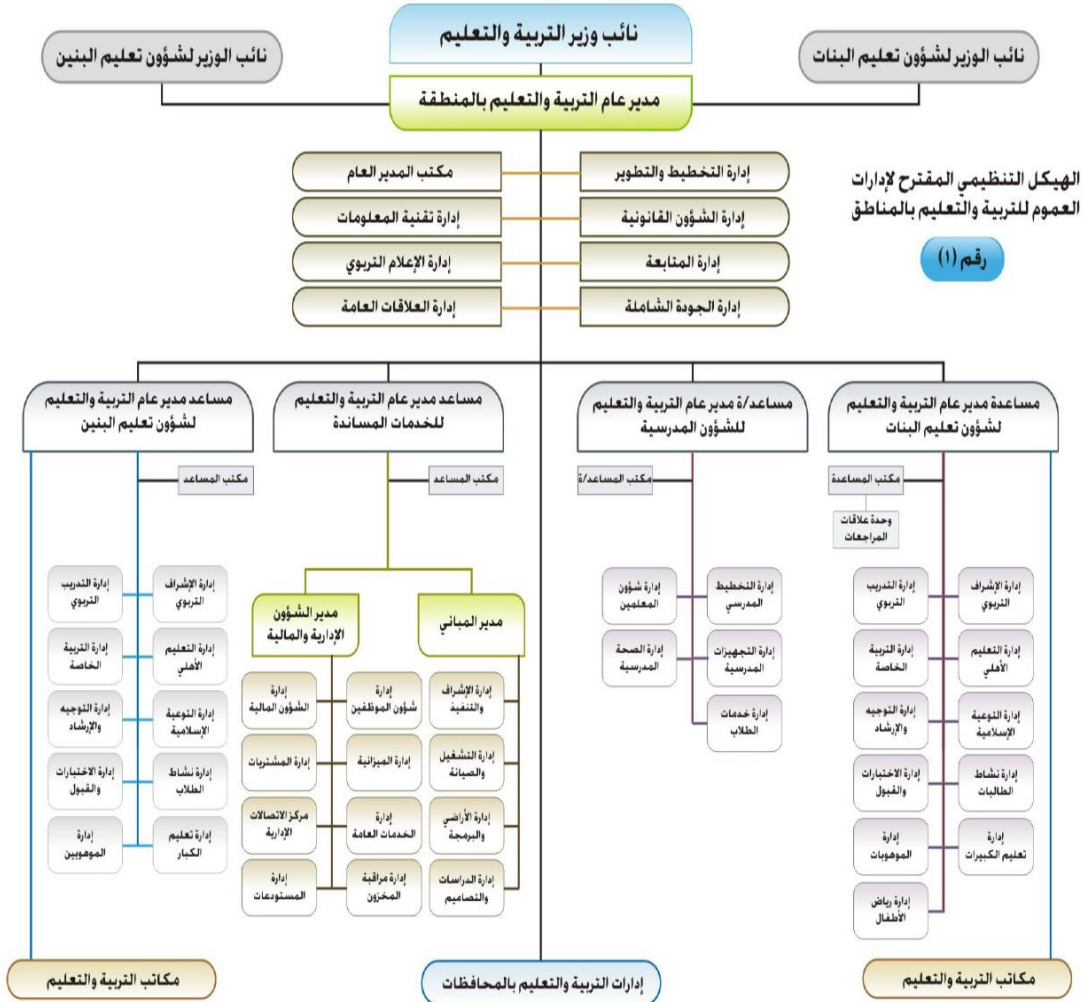 نائب وزير التربية والتعليم
نائب الوزير لشؤون تعليم البنات
نائب الوزير لشؤون تعليم البنين
مدير عام التربية والتعليم بالمنطقة
الهيكل التنظيمي المقترح لإدارات
العموم للتربية والتعليم بالمناطق
رقم (١)
إدارة التخطيط والتطوير
مكتب المدير العام
إدارة الشؤون القانونية
إدارة تقنية المعلومات
إدارة المتابعة
إدارة الإعلام التربوي
إدارة الجودة الشاملة
إدارة العلاقات العامة
مساعدة مدير عام التربية والتعليم
لشؤون تعليم البنات
مكتب المساعدة
وحدة علاقات
المراجعات
إدارة الإشراف
التربوي
إدارة التدريب
التربوي
إدارة التعليم
الأهلي
إدارة التربية
الخاصة
إدارة التوعية
الإسلامية
إدارة التوجيه
والإرشاد
إدارة نشاط
الطالبات
إدارة الاختبارات
والقبول
إدارة
تعليم الكبيرات
إدارة
الموهوبات
إدارة رياض
الأطفال
مكاتب التربية والتعليم
مساعد/ة مدير عام التربية والتعليم
للشؤون المدرسية
مكتب المساعد/ة
إدارة التخطيط
المدرسي
إدارة شؤون
المعلمين
إدارة التجهيزات
المدرسية
إدارة الصحة
المدرسية
إدارة خدمات
الطلاب
مساعد مدير عام التربية والتعليم
للخدمات المساندة
مكتب المساعد
مدير المباني
إدارة الإشراف
والتنفية
إدارة التشغيل
والصيانة
إدارة الأراضي
والبرمجة
إدارة الدراسات
والتصاميم
مدير الشؤون
الإدارية والمالية
إدارة
شؤون الموظفين
إدارة
الشؤون المالية
إدارة الميزانية
إدارة المشتريات
إدارة
الخدمات العامة
مركز الاتصالات
الإدارية
إدارة مراقبة
المخزون
إدارة
المستودعات
إدارات التربية والتعليم بالمحافظات
مساعد مدير عام التربية والتعليم
لشؤون تعليم البنين
مكتب المساعد
إدارة الإشراف
التربوي
إدارة التدريب
التربوي
إدارة التعليم
الأهلي
إدارة التربية
الخاصة
إدارة التوعية
الإسلامية
إدارة التوجيه
والإرشاد
إدارة نشاط
الطلاب
إدارة الاختبارات
والقبول
إدارة تعليم
الكبار
إدارة
الموهوبين
مكاتب التربية والتعليم